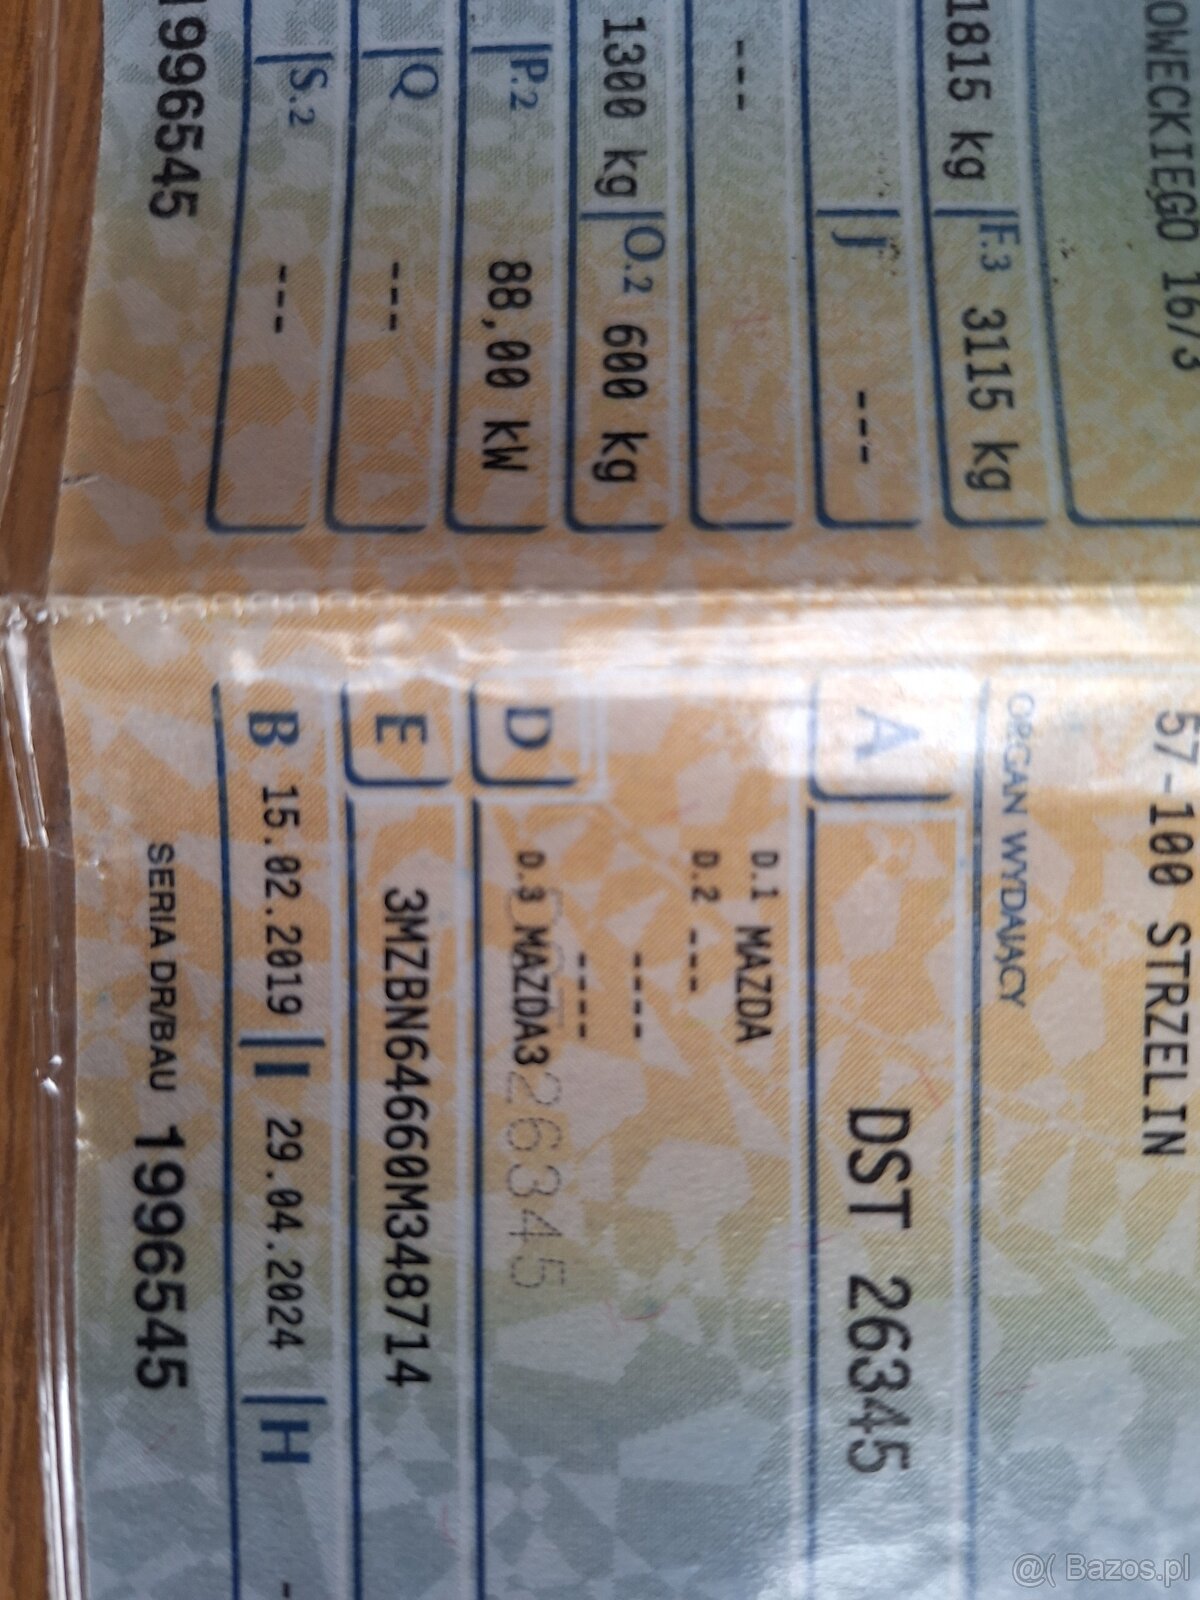 OWECKIEGO 16/3
1815 kg F.3 3115 kg
J ---
---
1300 kg O.2 600 kg
P.2 88,00 kW
Q ---
S.2 ---
1996545
57-100 STRZELIN
ORGAN WYDAJĄCY
A DST 26345
D.1 MAZDA
D.2 ---
----
----
D D.3 MAZDA3
26345
E 3MZBN64660M348714
B 15.02.2019 I 29.04.2024 H -
SERIA DR/BAU 1996545
@( Bazos.pl